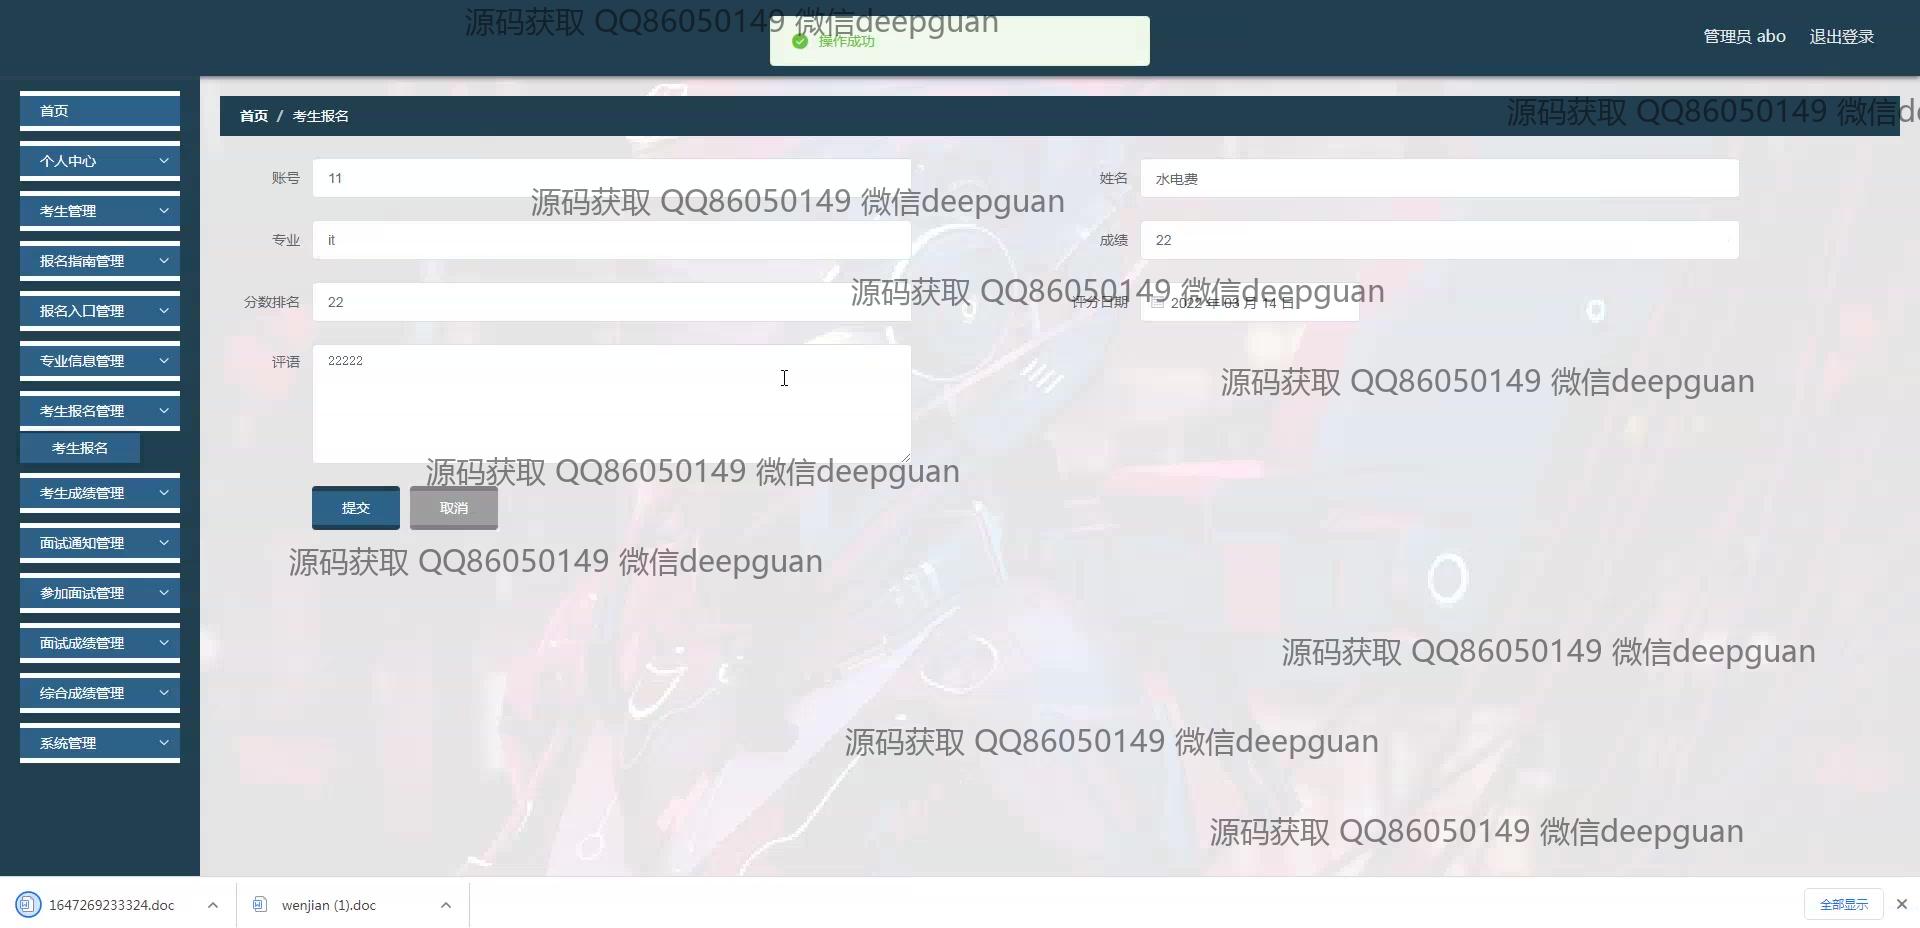 源码获取 QQ86050149 微信deepguan
操作成功
管理员 abo
退出登录
首页
个人中心
考生管理
报名指南管理
报名入口管理
专业信息管理
考生报名管理
考生报名
考生成绩管理
面试通知管理
参加面试管理
面试成绩管理
综合成绩管理
系统管理
首页 / 考生报名
源码获取 QQ86050149 微信de
账号 11
姓名 水电费
源码获取 QQ86050149 微信deepguan
专业 it
成绩 22
源码获取 QQ86050149 微信deepguan
分数排名 22
评分日期 2022 年 03 月 14 日
评语 22222
源码获取 QQ86050149 微信deepguan
源码获取 QQ86050149 微信deepguan
提交 取消
源码获取 QQ86050149 微信deepguan
源码获取 QQ86050149 微信deepguan
源码获取 QQ86050149 微信deepguan
源码获取 QQ86050149 微信deepguan
1647269233324.doc
wenjian (1).doc
全部显示